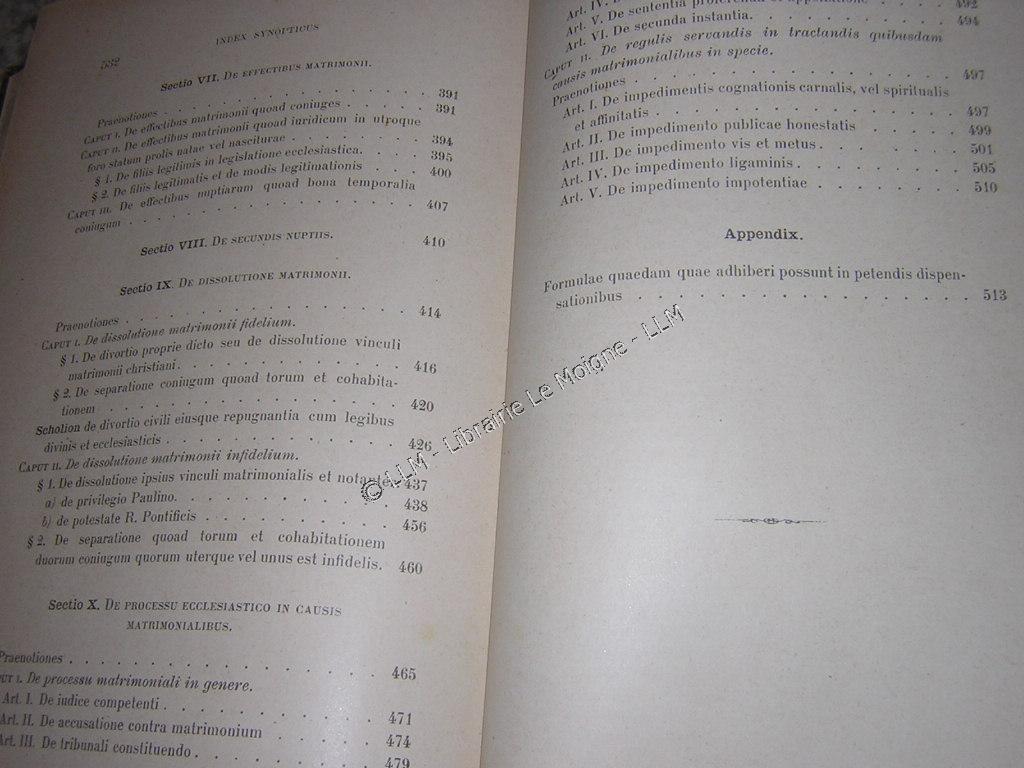 532
INDEX SYNOPTICUS
Sectio VII. DE EFFECTIBUS MATRIMONII.
Praenotiones . . . . . 391
CAPUT I. De effectibus matrimonii quoad coniuges . . . . . 391
CAPUT II. De effectibus matrimonii quoad iuridicum in utroque
foro statum prolis natae vel nasciturae . . . . . 394
§ 1. De filiis legitimis in legislatione ecclesiastica. . . . . 395
§ 2. De filiis legitimatis et de modis legitimationis . . . . 400
CAPUT III. De effectibus nuptiarum quoad bona temporalia
coniugum . . . . . 407
Sectio VIII. DE SECUNDIS NUPTIIS. 410
Sectio IX. DE DISSOLUTIONE MATRIMONII.
Praenotiones . . . . . 414
CAPUT I. De dissolutione matrimonii fidelium.
§ 1. De divortio proprie dicto seu de dissolutione vinculi
matrimonii christiani. . . . . 416
§ 2. De separatione coniugum quoad torum et cohabita-
tionem . . . . . 420
Scholion de divortio civili eiusque repugnantia cum legibus
divinis et ecclesiasticis . . . . . 426
CAPUT II. De dissolutione matrimonii infidelium.
§ 1. De dissolutione ipsius vinculi matrimonialis et notante 437
a) de privilegio Paulino. . . . . 438
b) de potestate R. Pontificis . . . . . 456
§ 2. De separatione quoad torum et cohabitationem
duorum coniugum quorum uterque vel unus est infidelis. 460
Sectio X. DE PROCESSU ECCLESIASTICO IN CAUSIS
MATRIMONIALIBUS.
Praenotiones . . . . . 465
UT I. De processu matrimoniali in genere.
Art. I. De iudice competenti . . . . . 471
Art. II. De accusatione contra matrimonium . . . . . 474
Art. III. De tribunali constituendo . . . . . 479
Art. IV. 
Art. V. De sententia proferenda et appellatione . . 492
Art. VI. De secunda instantia. . . . . 494
CAPUT II. De regulis servandis in tractandis quibusdam
causis matrimonialibus in specie.
Praenotiones . . . . . 497
Art. I. De impedimentis cognationis carnalis, vel spiritualis
et affinitatis . . . . . 497
Art. II. De impedimento publicae honestatis . . . . . 499
Art. III. De impedimento vis et metus. . . . . 501
Art. IV. De impedimento ligaminis . . . . . 505
Art. V. De impedimento impotentiae . . . . . 510
Appendix.
Formulae quaedam quae adhiberi possunt in petendis dispen-
sationibus . . . . . 513
© LLM - Librairie Le Moigne - LLM